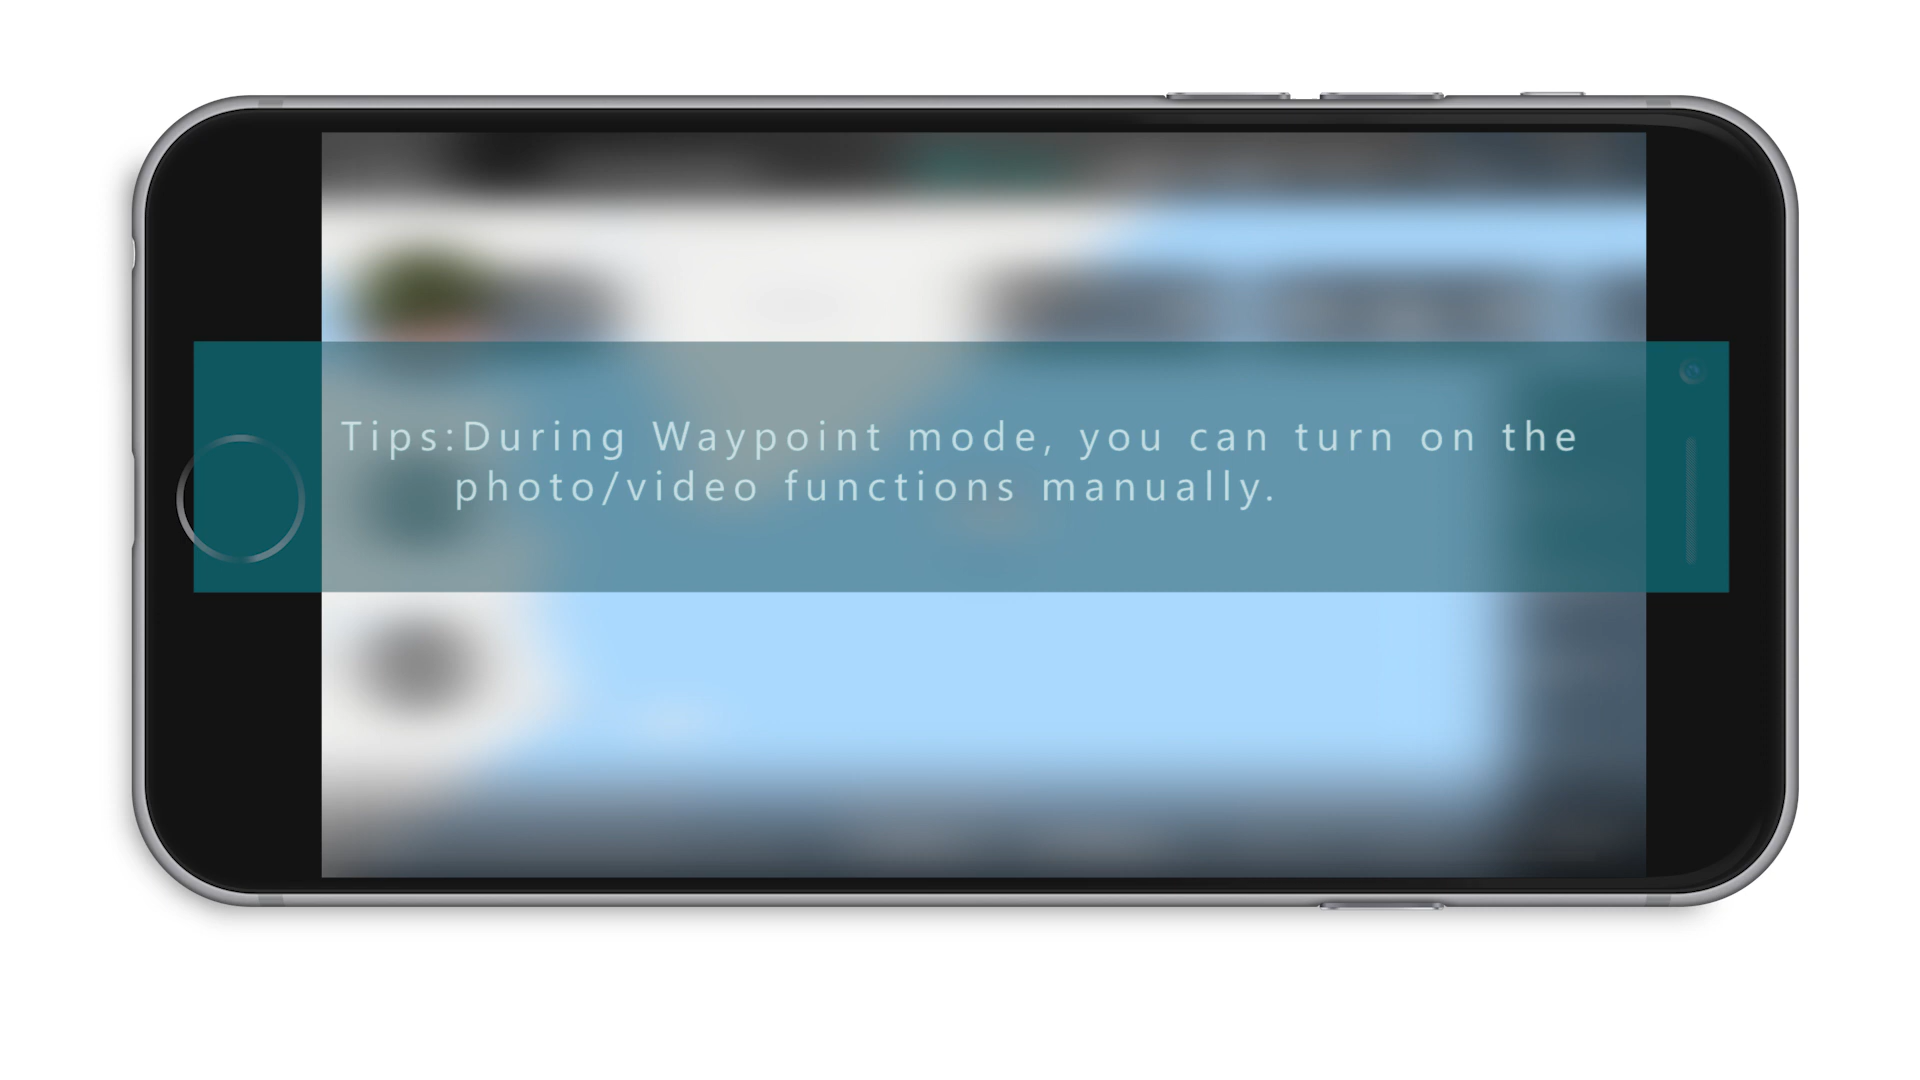 Tips:During Waypoint mode, you can turn on the
photo/video functions manually.